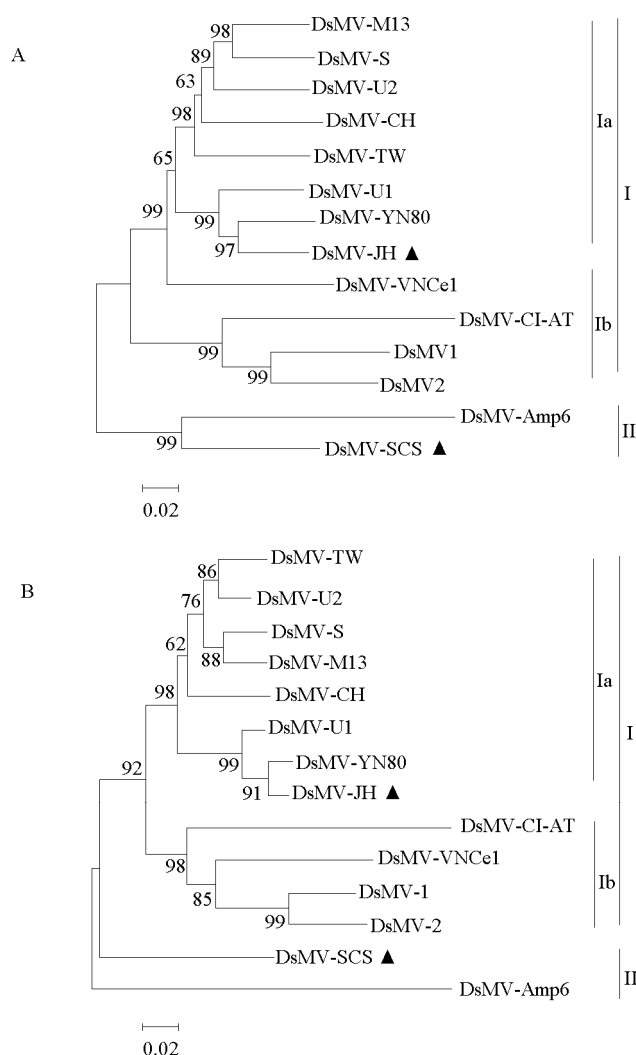 A
98
DsMV-M13
89
DsMV-S
63
DsMV-U2
98
DsMV-CH
Ia
65
DsMV-TW
I
99
DsMV-U1
99
DsMV-YN80
97
DsMV-JH ▲
DsMV-VNCe1
99
DsMV-CI-AT
Ib
99
DsMV1
DsMV2
99
DsMV-Amp6
II
DsMV-SCS ▲
0.02
B
86
DsMV-TW
76
DsMV-U2
62
DsMV-S
88
DsMV-M13
98
DsMV-CH
Ia
DsMV-U1
I
99
DsMV-YN80
91
DsMV-JH ▲
92
DsMV-CI-AT
98
DsMV-VNCe1
Ib
85
DsMV-1
99
DsMV-2
DsMV-SCS ▲
II
DsMV-Amp6
0.02